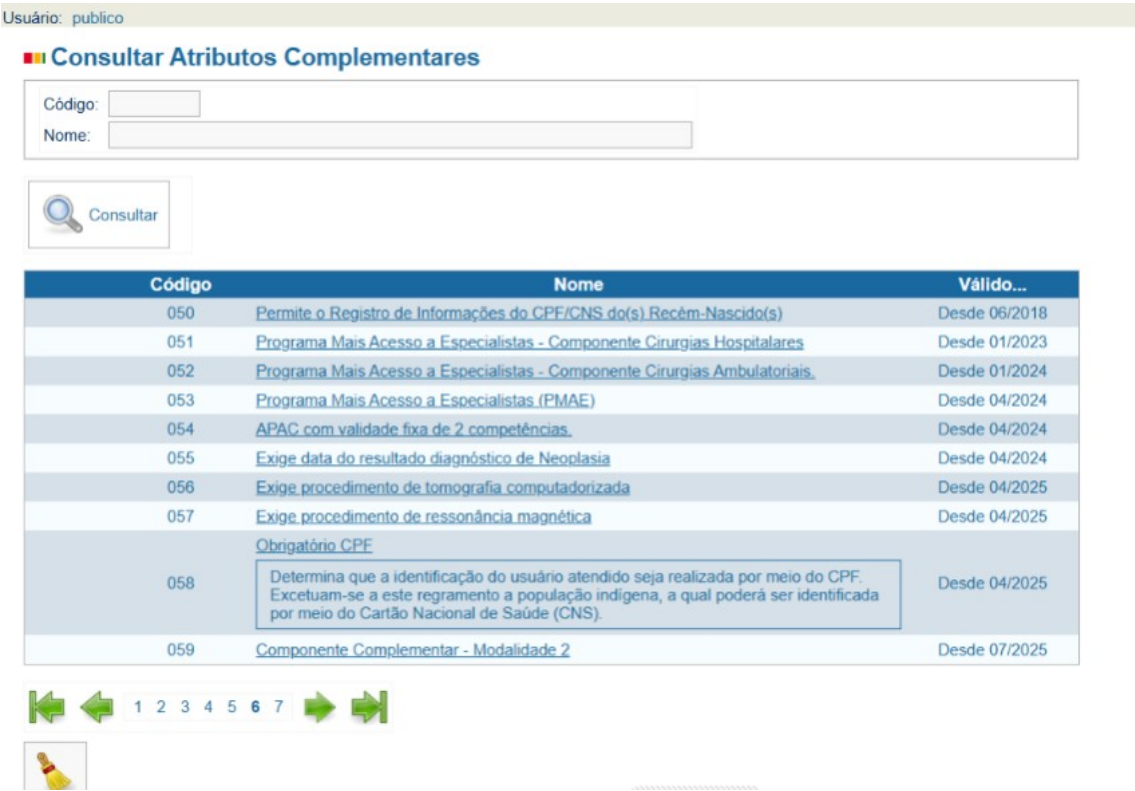 Usuário: publico
Consultar Atributos Complementares
Código:
Nome:
Consultar
Código Nome Válido...
050 Permite o Registro de Informações do CPF/CNS do(s) Recém-Nascido(s) Desde 06/2018
051 Programa Mais Acesso a Especialistas - Componente Cirurgias Hospitalares Desde 01/2023
052 Programa Mais Acesso a Especialistas - Componente Cirurgias Ambulatoriais. Desde 01/2024
053 Programa Mais Acesso a Especialistas (PMAE) Desde 04/2024
054 APAC com validade fixa de 2 competências. Desde 04/2024
055 Exige data do resultado diagnóstico de Neoplasia Desde 04/2024
056 Exige procedimento de tomografia computadorizada Desde 04/2025
057 Exige procedimento de ressonância magnética Desde 04/2025
Obrigatório CPF
Determina que a identificação do usuário atendido seja realizada por meio do CPF.
058 Excetuam-se a este regramento a população indígena, a qual poderá ser identificada Desde 04/2025
por meio do Cartão Nacional de Saúde (CNS).
059 Componente Complementar - Modalidade 2 Desde 07/2025
1 2 3 4 5 6 7